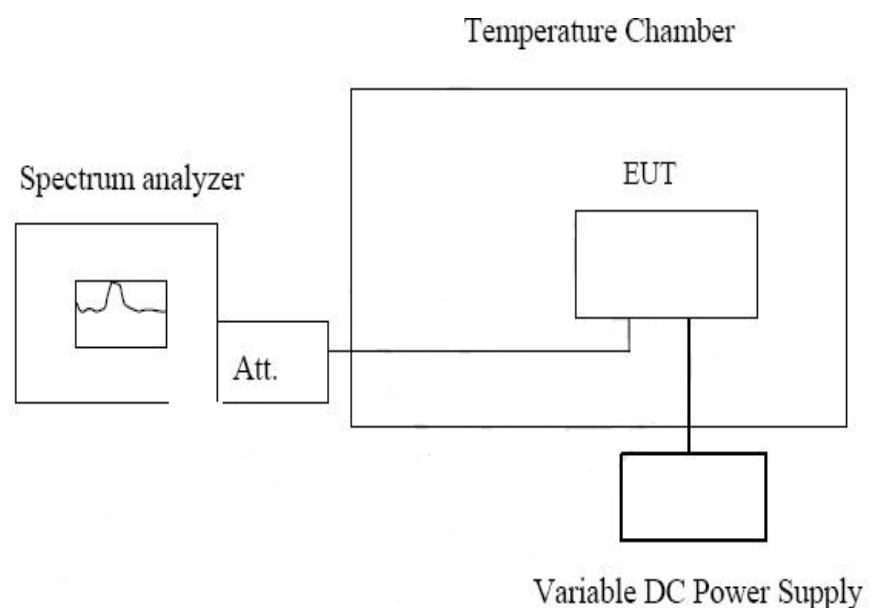 Temperature Chamber
Spectrum analyzer
EUT
Att.
Variable DC Power Supply